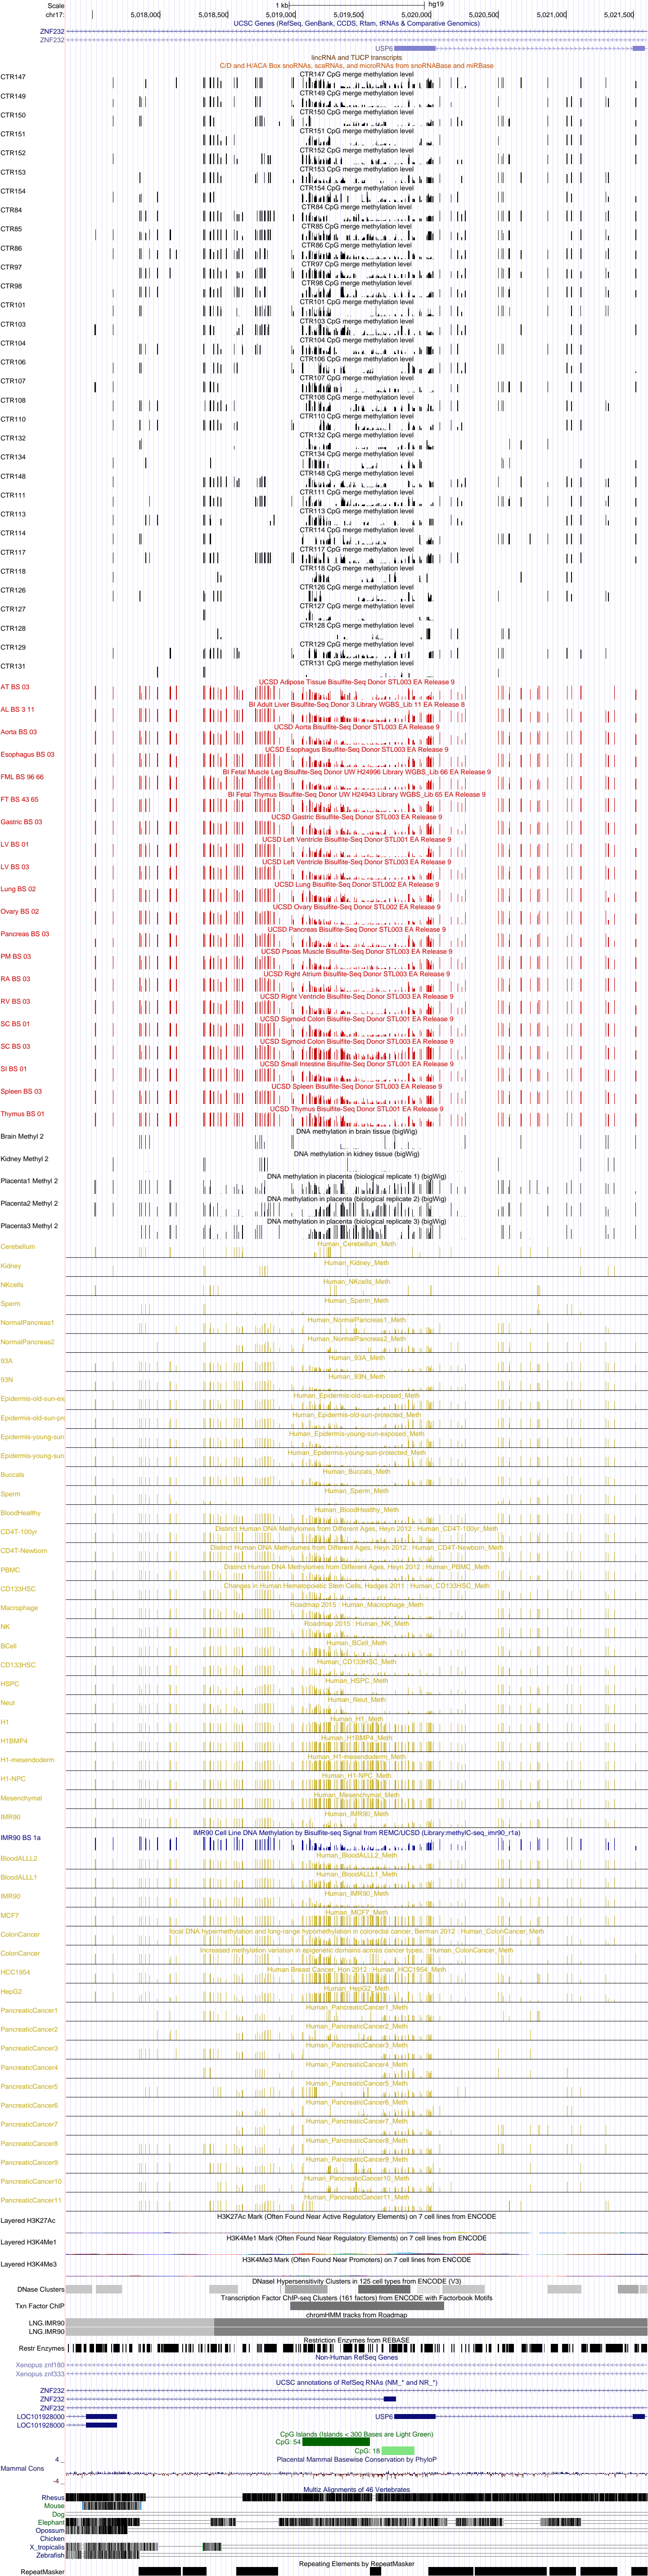 Scale 1 kb hg19
chr17: 5,018,000 5,018,500 5,019,000 5,019,500 5,020,000 5,020,500 5,021,000 5,021,500
UCSC Genes (RefSeq, GenBank, CCDS, Rfam, tRNAs & Comparative Genomics)
ZNF232
ZNF232
USP6
lincRNA and TUCP transcripts
C/D and H/ACA Box snoRNAs, scaRNAs, and microRNAs from snoRNABase and miRBase
CTR147 CTR147 CpG merge methylation level
CTR149 CTR149 CpG merge methylation level
CTR150 CTR150 CpG merge methylation level
CTR151 CTR151 CpG merge methylation level
CTR152 CTR152 CpG merge methylation level
CTR153 CTR153 CpG merge methylation level
CTR154 CTR154 CpG merge methylation level
CTR84 CTR84 CpG merge methylation level
CTR85 CTR85 CpG merge methylation level
CTR86 CTR86 CpG merge methylation level
CTR97 CTR97 CpG merge methylation level
CTR98 CTR98 CpG merge methylation level
CTR101 CTR101 CpG merge methylation level
CTR103 CTR103 CpG merge methylation level
CTR104 CTR104 CpG merge methylation level
CTR106 CTR106 CpG merge methylation level
CTR107 CTR107 CpG merge methylation level
CTR108 CTR108 CpG merge methylation level
CTR110 CTR110 CpG merge methylation level
CTR132 CTR132 CpG merge methylation level
CTR134 CTR134 CpG merge methylation level
CTR148 CTR148 CpG merge methylation level
CTR111 CTR111 CpG merge methylation level
CTR113 CTR113 CpG merge methylation level
CTR114 CTR114 CpG merge methylation level
CTR117 CTR117 CpG merge methylation level
CTR118 CTR118 CpG merge methylation level
CTR126 CTR126 CpG merge methylation level
CTR127 CTR127 CpG merge methylation level
CTR128 CTR128 CpG merge methylation level
CTR129 CTR129 CpG merge methylation level
CTR131 CTR131 CpG merge methylation level
AT BS 03 UCSD Adipose Tissue Bisulfite-Seq Donor STL003 EA Release 9
AL BS 3 11 BI Adult Liver Bisulfite-Seq Donor 3 Library WGBS_Lib 11 EA Release 8
Aorta BS 03 UCSD Aorta Bisulfite-Seq Donor STL003 EA Release 9
Esophagus BS 03 UCSD Esophagus Bisulfite-Seq Donor STL003 EA Release 9
FML BS 96 66 BI Fetal Muscle Leg Bisulfite-Seq Donor UW H24996 Library WGBS_Lib 66 EA Release 9
FT BS 43 65 BI Fetal Thymus Bisulfite-Seq Donor UW H24943 Library WGBS_Lib 65 EA Release 9
Gastric BS 03 UCSD Gastric Bisulfite-Seq Donor STL003 EA Release 9
LV BS 01 UCSD Left Ventricle Bisulfite-Seq Donor STL001 EA Release 9
LV BS 03 UCSD Left Ventricle Bisulfite-Seq Donor STL003 EA Release 9
Lung BS 02 UCSD Lung Bisulfite-Seq Donor STL002 EA Release 9
Ovary BS 02 UCSD Ovary Bisulfite-Seq Donor STL002 EA Release 9
Pancreas BS 03 UCSD Pancreas Bisulfite-Seq Donor STL003 EA Release 9
PM BS 03 UCSD Psoas Muscle Bisulfite-Seq Donor STL003 EA Release 9
RA BS 03 UCSD Right Atrium Bisulfite-Seq Donor STL003 EA Release 9
RV BS 03 UCSD Right Ventricle Bisulfite-Seq Donor STL003 EA Release 9
SC BS 01 UCSD Sigmoid Colon Bisulfite-Seq Donor STL001 EA Release 9
SC BS 03 UCSD Sigmoid Colon Bisulfite-Seq Donor STL003 EA Release 9
SI BS 01 UCSD Small Intestine Bisulfite-Seq Donor STL001 EA Release 9
Spleen BS 03 UCSD Spleen Bisulfite-Seq Donor STL003 EA Release 9
Thymus BS 01 UCSD Thymus Bisulfite-Seq Donor STL001 EA Release 9
Brain Methyl 2 DNA methylation in brain tissue (bigWig)
Kidney Methyl 2 DNA methylation in kidney tissue (bigWig)
Placenta1 Methyl 2 DNA methylation in placenta (biological replicate 1) (bigWig)
Placenta2 Methyl 2 DNA methylation in placenta (biological replicate 2) (bigWig)
Placenta3 Methyl 2 DNA methylation in placenta (biological replicate 3) (bigWig)
Cerebellum Human_Cerebellum_Meth
Kidney Human_Kidney_Meth
NKcells Human_NKcells_Meth
Sperm Human_Sperm_Meth
NormalPancreas1 Human_NormalPancreas1_Meth
NormalPancreas2 Human_NormalPancreas2_Meth
93A Human_93A_Meth
93N Human_93N_Meth
Epidermis-old-sun-ex Human_Epidermis-old-sun-exposed_Meth
Epidermis-old-sun-pr Human_Epidermis-old-sun-protected_Meth
Epidermis-young-sun Human_Epidermis-young-sun-exposed_Meth
Epidermis-young-sun Human_Epidermis-young-sun-protected_Meth
Buccals Human_Buccals_Meth
Sperm Human_Sperm_Meth
BloodHealthy Human_BloodHealthy_Meth
CD4T-100yr Distinct Human DNA Methylomes from Different Ages, Heyn 2012 : Human_CD4T-100yr_Meth
CD4T-Newborn Distinct Human DNA Methylomes from Different Ages, Heyn 2012 : Human_CD4T-Newborn_Meth
PBMC Distinct Human DNA Methylomes from Different Ages, Heyn 2012 : Human_PBMC_Meth
CD133HSC Changes in Human Hematopoietic Stem Cells, Hodges 2011 : Human_CD133HSC_Meth
Macrophage Roadmap 2015 : Human_Macrophage_Meth
NK Roadmap 2015 : Human_NK_Meth
BCell Human_BCell_Meth
CD133HSC Human_CD133HSC_Meth
HSPC Human_HSPC_Meth
Neut Human_Neut_Meth
H1 Human_H1_Meth
H1BMP4 Human_H1BMP4_Meth
H1-mesendoderm Human_H1-mesendoderm_Meth
H1-NPC Human_H1-NPC_Meth
Mesenchymal Human_Mesenchymal_Meth
IMR90 Human_IMR90_Meth
IMR90 BS 1a IMR90 Cell Line DNA Methylation by Bisulfite-seq Signal from REMC/UCSD (Library:methylC-seq_imr90_r1a)
BloodALLL2 Human_BloodALLL2_Meth
BloodALLL1 Human_BloodALLL1_Meth
IMR90 Human_IMR90_Meth
MCF7 Human_MCF7_Meth
ColonCancer focal DNA hypermethylation and long-range hypomethylation in colorectal cancer, Berman 2012 : Human_ColonCancer_Meth
ColonCancer Increased methylation variation in epigenetic domains across cancer types. : Human_ColonCancer_Meth
HCC1954 Human Breast Cancer, Hon 2012 : Human_HCC1954_Meth
HepG2 Human_HepG2_Meth
PancreaticCancer1 Human_PancreaticCancer1_Meth
PancreaticCancer2 Human_PancreaticCancer2_Meth
PancreaticCancer3 Human_PancreaticCancer3_Meth
PancreaticCancer4 Human_PancreaticCancer4_Meth
PancreaticCancer5 Human_PancreaticCancer5_Meth
PancreaticCancer6 Human_PancreaticCancer6_Meth
PancreaticCancer7 Human_PancreaticCancer7_Meth
PancreaticCancer8 Human_PancreaticCancer8_Meth
PancreaticCancer9 Human_PancreaticCancer9_Meth
PancreaticCancer10 Human_PancreaticCancer10_Meth
PancreaticCancer11 Human_PancreaticCancer11_Meth
Layered H3K27Ac H3K27Ac Mark (Often Found Near Active Regulatory Elements) on 7 cell lines from ENCODE
Layered H3K4Me1 H3K4Me1 Mark (Often Found Near Regulatory Elements) on 7 cell lines from ENCODE
Layered H3K4Me3 H3K4Me3 Mark (Often Found Near Promoters) on 7 cell lines from ENCODE
DNaseI Hypersensitivity Clusters in 125 cell types from ENCODE (V3)
DNase Clusters
Transcription Factor ChIP-seq Clusters (161 factors) from ENCODE with Factorbook Motifs
Txn Factor ChIP
chromHMM tracks from Roadmap
LNG.IMR90
LNG.IMR90
Restriction Enzymes from REBASE
Restr Enzymes
Non-Human RefSeq Genes
Xenopus znf180
Xenopus znf333
UCSC annotations of RefSeq RNAs (NM_* and NR_*)
ZNF232
ZNF232
ZNF232
LOC101928000 USP6
LOC101928000
CpG Islands (Islands < 300 Bases are Light Green)
CpG: 54
CpG: 18
4 _ Placental Mammal Basewise Conservation by PhyloP
Mammal Cons
-4 _
Multiz Alignments of 46 Vertebrates
Rhesus
Mouse
Dog
Elephant
Opossum
Chicken
X_tropicalis
Zebrafish
Repeating Elements by RepeatMasker
RepeatMasker